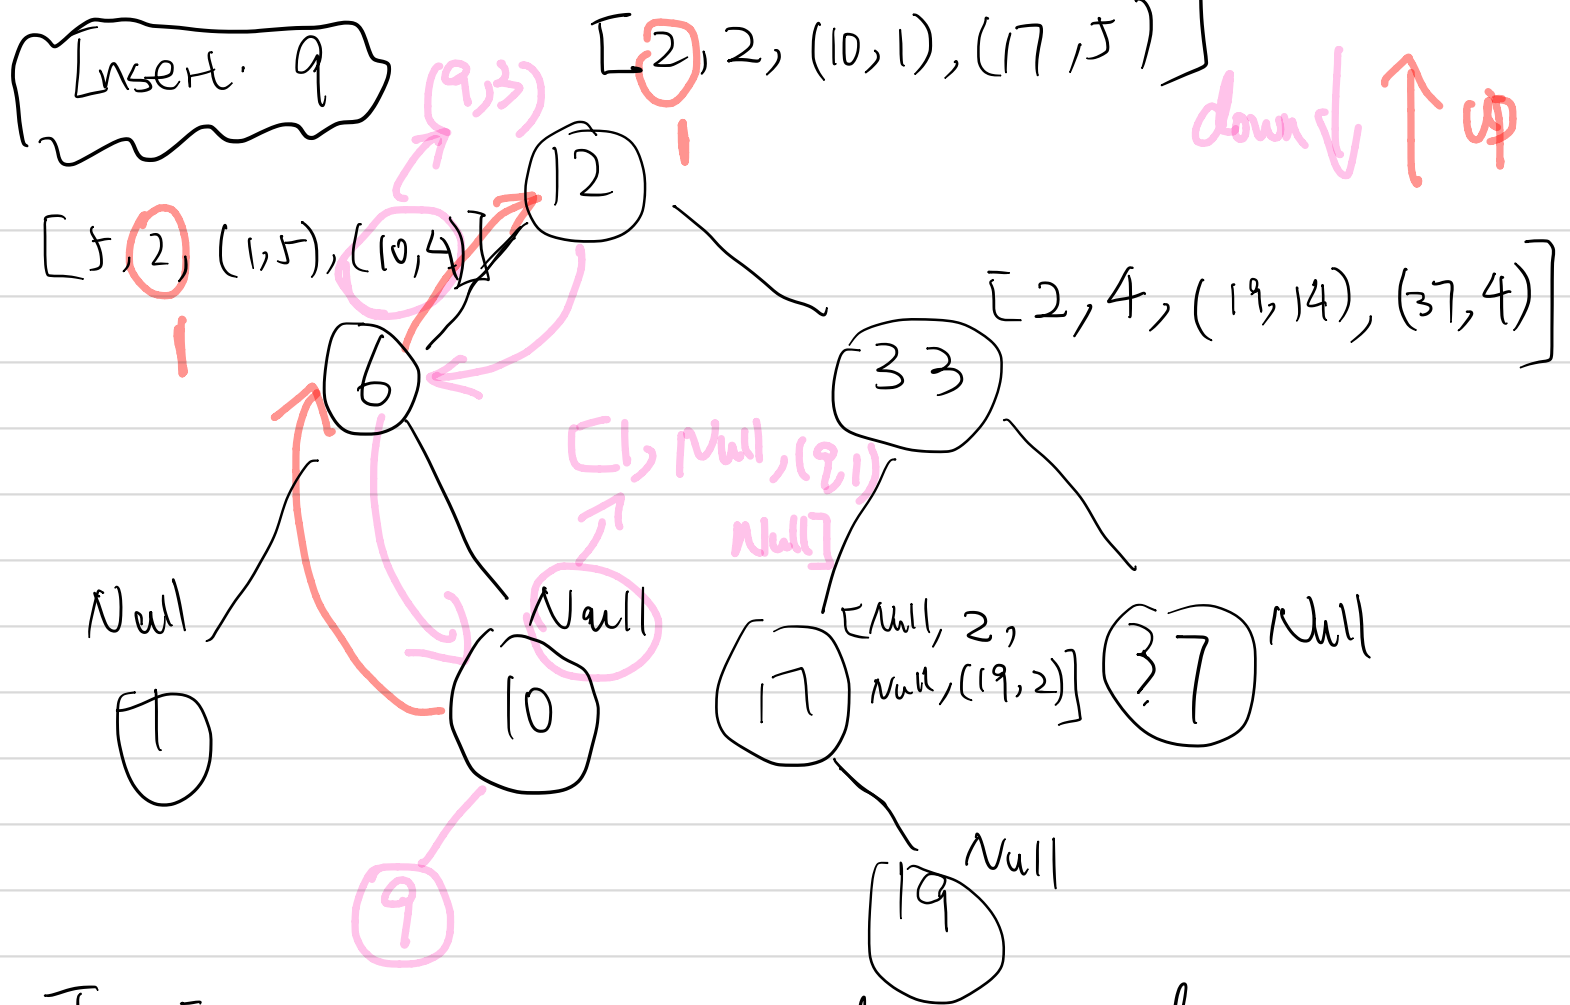 Insert. 9
[2, 2, (10,1), (17,5)]
(9,3)
1
down ↓ ↑ up
12
[5, 2, (1,5), (10,4)]
1
[2, 4, (19,14), (37,4)]
6
33
[1, Null, (9,1)
Null]
Null
Null
[Null, 2,
Null, (19,2)]
Null
1
10
17
37
Null
9
19